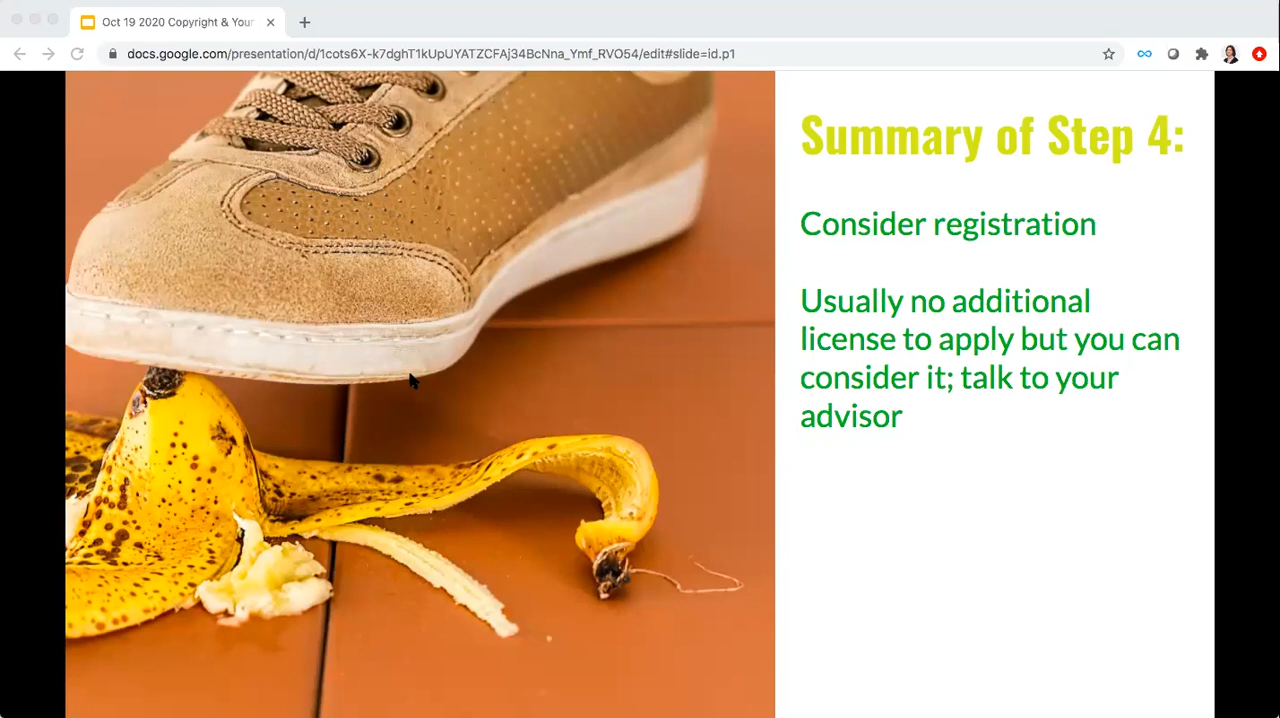 Oct 19 2020 Copyright & Your
docs.google.com/presentation/d/1cots6X-k7dghT1kUpUYATZCFAj34BcNna_Ymf_RVO54/edit#slide=id.p1
Summary of Step 4:
Consider registration
Usually no additional
license to apply but you can
consider it; talk to your
advisor